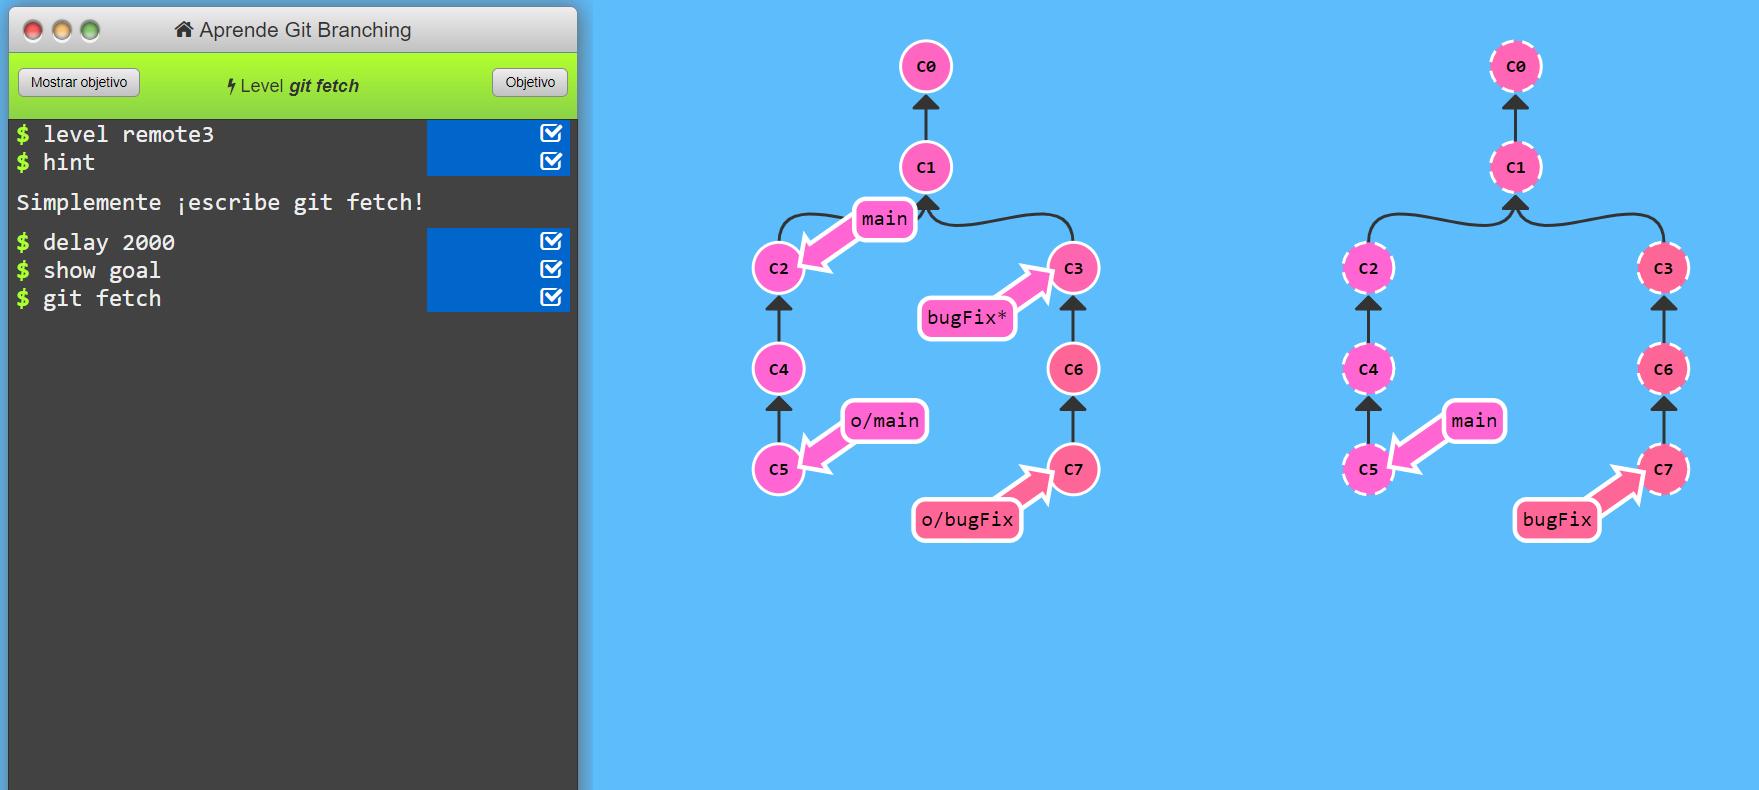 Aprende Git Branching
Mostrar objetivo
Level git fetch
Objetivo
$ level remote3
$ hint
Simplemente ¡escribe git fetch!
$ delay 2000
$ show goal
$ git fetch
C0
C1
main
C2
C3
bugFix*
C4
C6
o/main
C5
C7
o/bugFix
C0
C1
C2
C3
C4
C6
main
C5
C7
bugFix